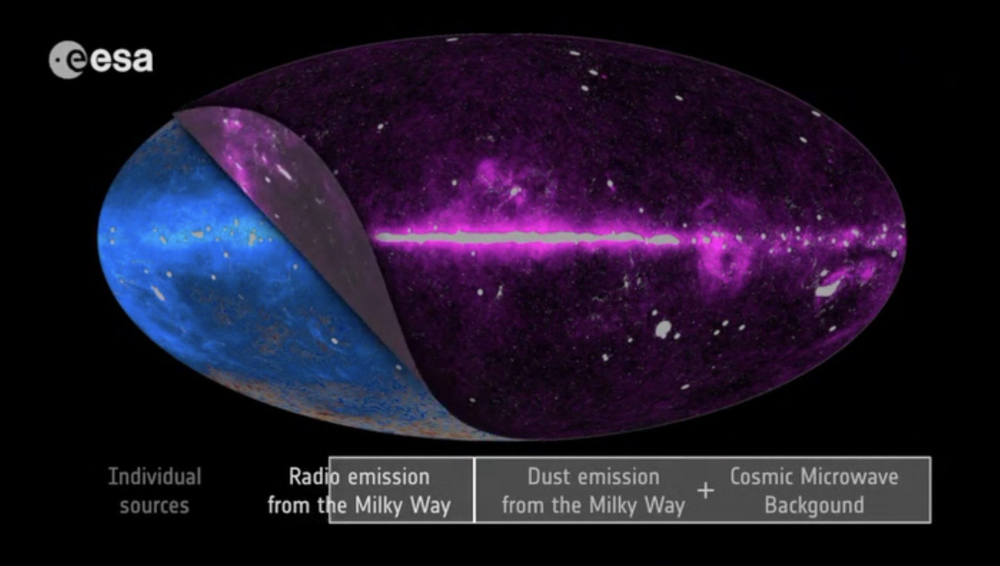 esa
Individual
sources
Radio emission
from the Milky Way
Dust emission
from the Milky Way
+
Cosmic Microwave
Backgound